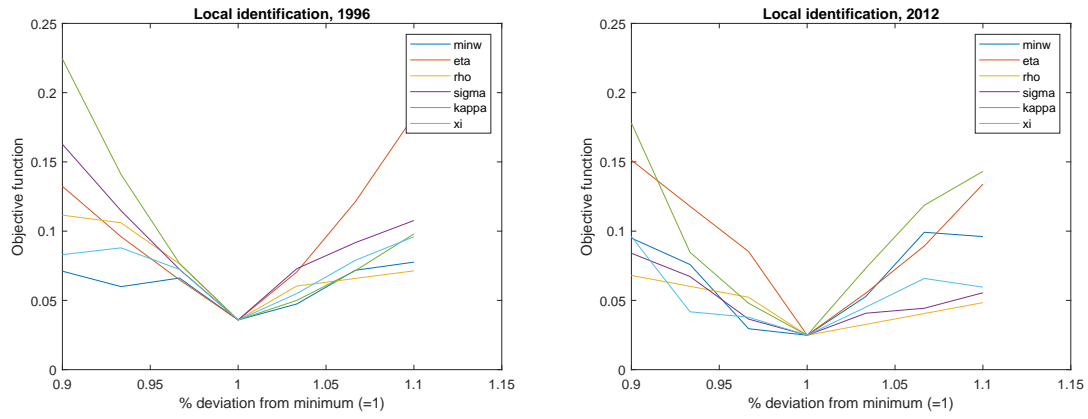 Local identification, 1996
0.25
0.2
0.15
0.1
0.05
0
Objective function
0.9
0.95
1
1.05
1.1
1.15
% deviation from minimum (=1)
minw
eta
rho
sigma
kappa
xi
Local identification, 2012
0.25
0.2
0.15
0.1
0.05
0
Objective function
0.9
0.95
1
1.05
1.1
1.15
% deviation from minimum (=1)
minw
eta
rho
sigma
kappa
xi